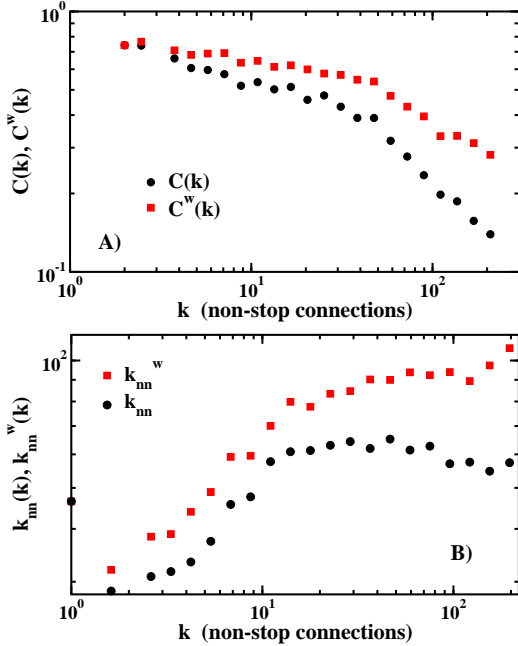 10^0
C(k), C^w(k)
C(k)
C^w(k)
A)
10^-1
10^0 10^1 10^2
k (non-stop connections)
10^2
k_nn(k), k_nn^w(k)
k_nn^w
k_nn
B)
10^0 10^1 10^2
k (non-stop connections)